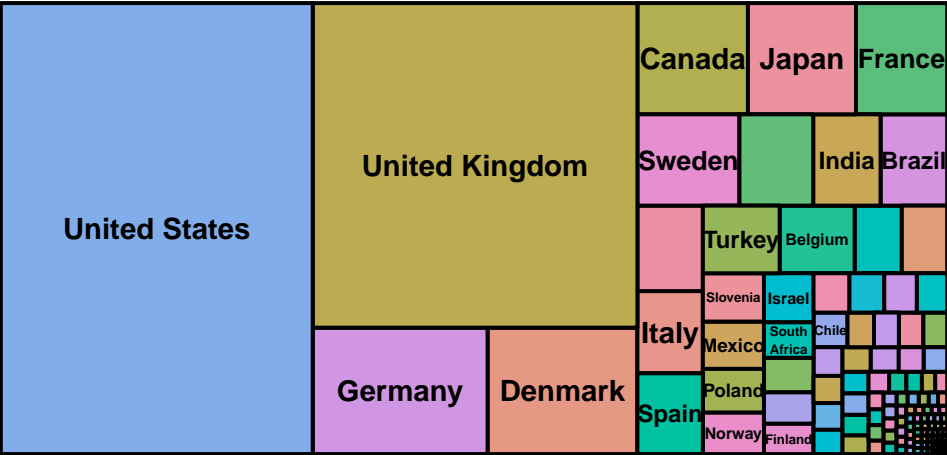 United States
United Kingdom
Germany
Denmark
Canada
Japan
France
Sweden
India
Brazil
Turkey
Belgium
Italy
Spain
Slovenia
Israel
Mexico
South
Africa
Chile
Poland
Norway
Finland